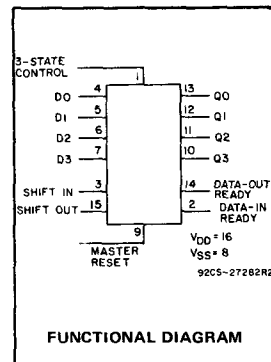 3-STATE
CONTROL
1
D0 4 13 Q0
D1 5 12 Q1
D2 6 11 Q2
D3 7 10 Q3
SHIFT IN 3 14 DATA-OUT READY
SHIFT OUT 15 2 DATA-IN READY
9
MASTER
RESET
VDD = 16
VSS = 8
92CS-27282R2
FUNCTIONAL DIAGRAM